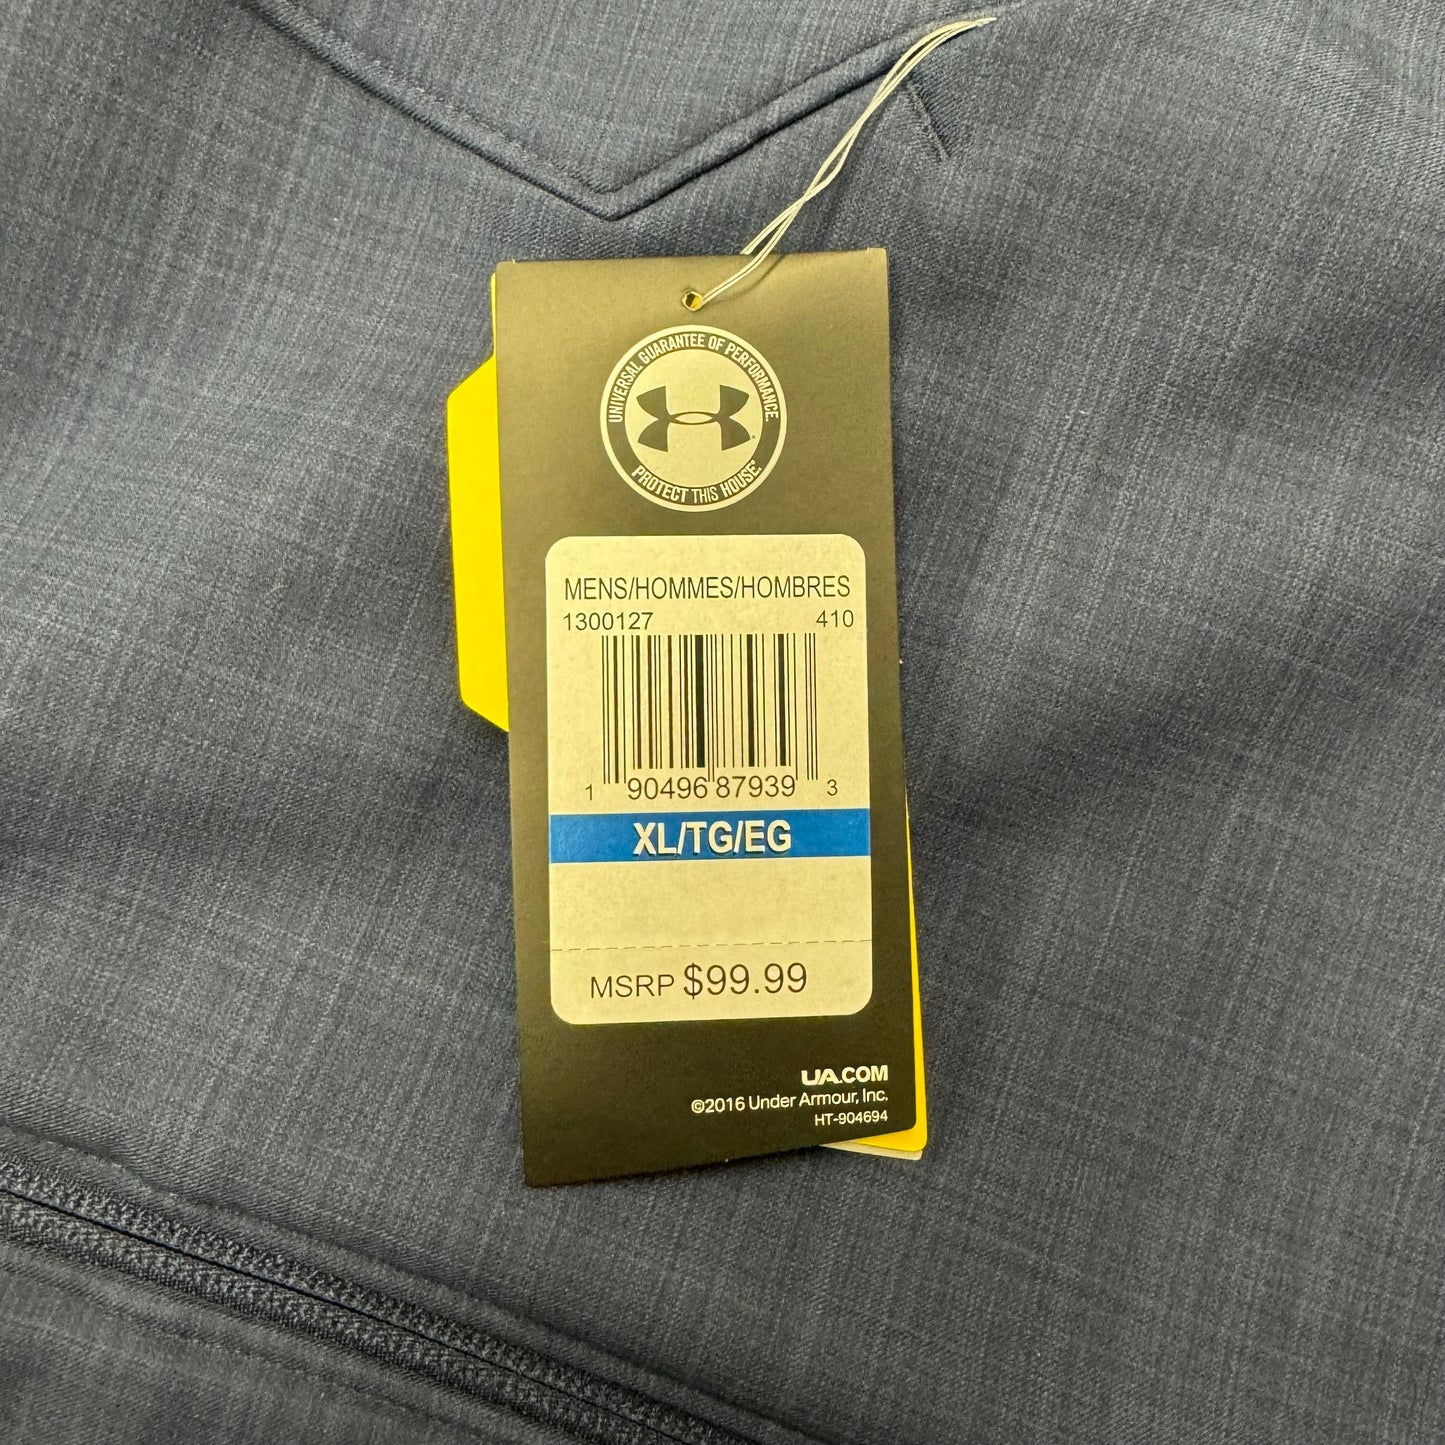 UNIVERSAL GUARANTEE OF PERFORMANCE.
PROTECT THIS HOUSE.®
MENS/HOMMES/HOMBRES
1300127 410
1 90496 87939 3
XL/TG/EG
MSRP $99.99
UA.COM
©2016 Under Armour, Inc.
HT-904694